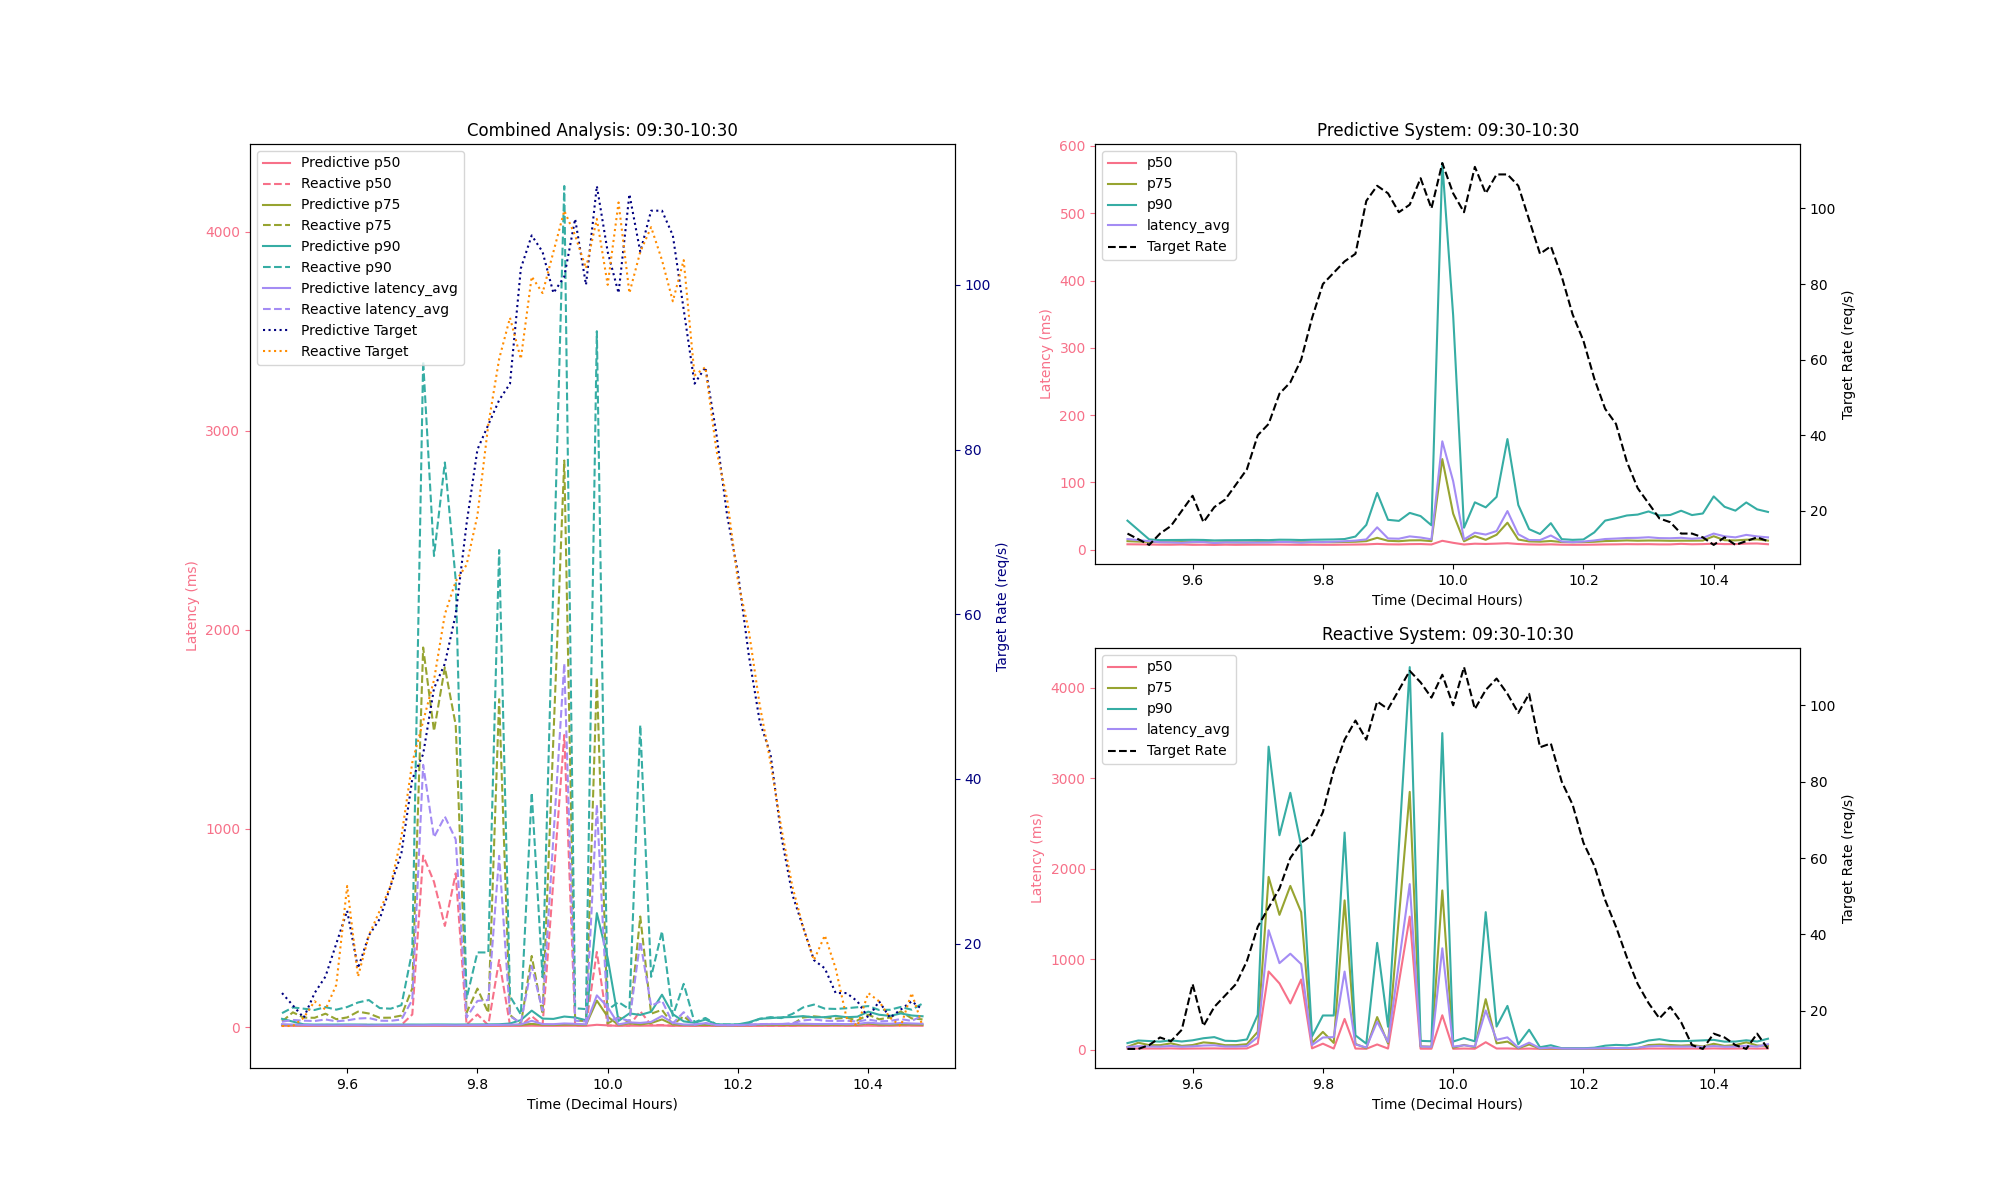 Combined Analysis: 09:30-10:30
Predictive p50
Reactive p50
Predictive p75
Reactive p75
Predictive p90
Reactive p90
Predictive latency_avg
Reactive latency_avg
Predictive Target
Reactive Target
4000
3000
2000
1000
0
Latency (ms)
100
80
60
40
20
Target Rate (req/s)
9.6 9.8 10.0 10.2 10.4
Time (Decimal Hours)
Predictive System: 09:30-10:30
p50
p75
p90
latency_avg
Target Rate
600
500
400
300
200
100
0
Latency (ms)
100
80
60
40
20
Target Rate (req/s)
9.6 9.8 10.0 10.2 10.4
Time (Decimal Hours)
Reactive System: 09:30-10:30
p50
p75
p90
latency_avg
Target Rate
4000
3000
2000
1000
0
Latency (ms)
100
80
60
40
20
Target Rate (req/s)
9.6 9.8 10.0 10.2 10.4
Time (Decimal Hours)